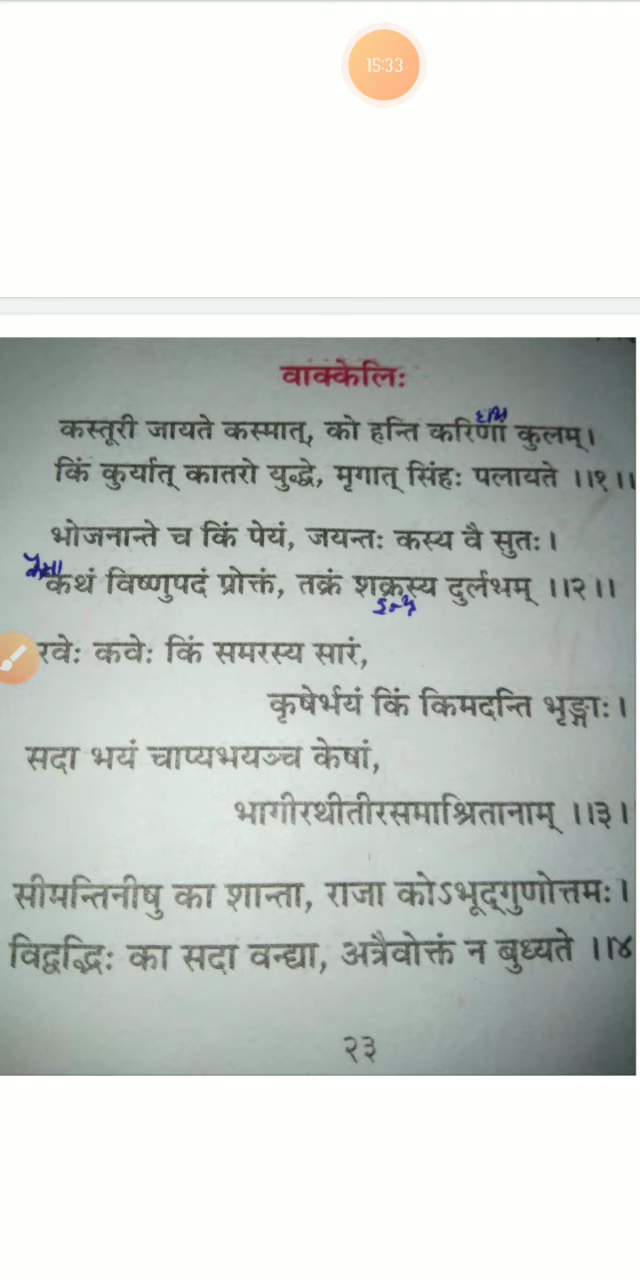 15:33
वाक्केलिः
हाथी
कस्तूरी जायते कस्मात्, को हन्ति करिणां कुलम्।
किं कुर्यात् कातरो युद्धे, मृगात् सिंहः पलायते ।।१।।
भोजनान्ते च किं पेयं, जयन्तः कस्य वै सुतः।
कैसा
कथं विष्णुपदं प्रोक्तं, तक्रं शक्रस्य दुर्लभम् ।।२।।
इन्द्र
रवेः कवेः किं समरस्य सारं,
कृषेर्भयं किं किमदन्ति भृङ्गाः।
सदा भयं चाप्यभयञ्च केषां,
भागीरथीतीरसमाश्रितानाम् ।।३।
सीमन्तिनीषु का शान्ता, राजा कोऽभूद्गुणोत्तमः।
विद्वद्भिः का सदा वन्द्या, अत्रैवोक्तं न बुध्यते ।।४
२३